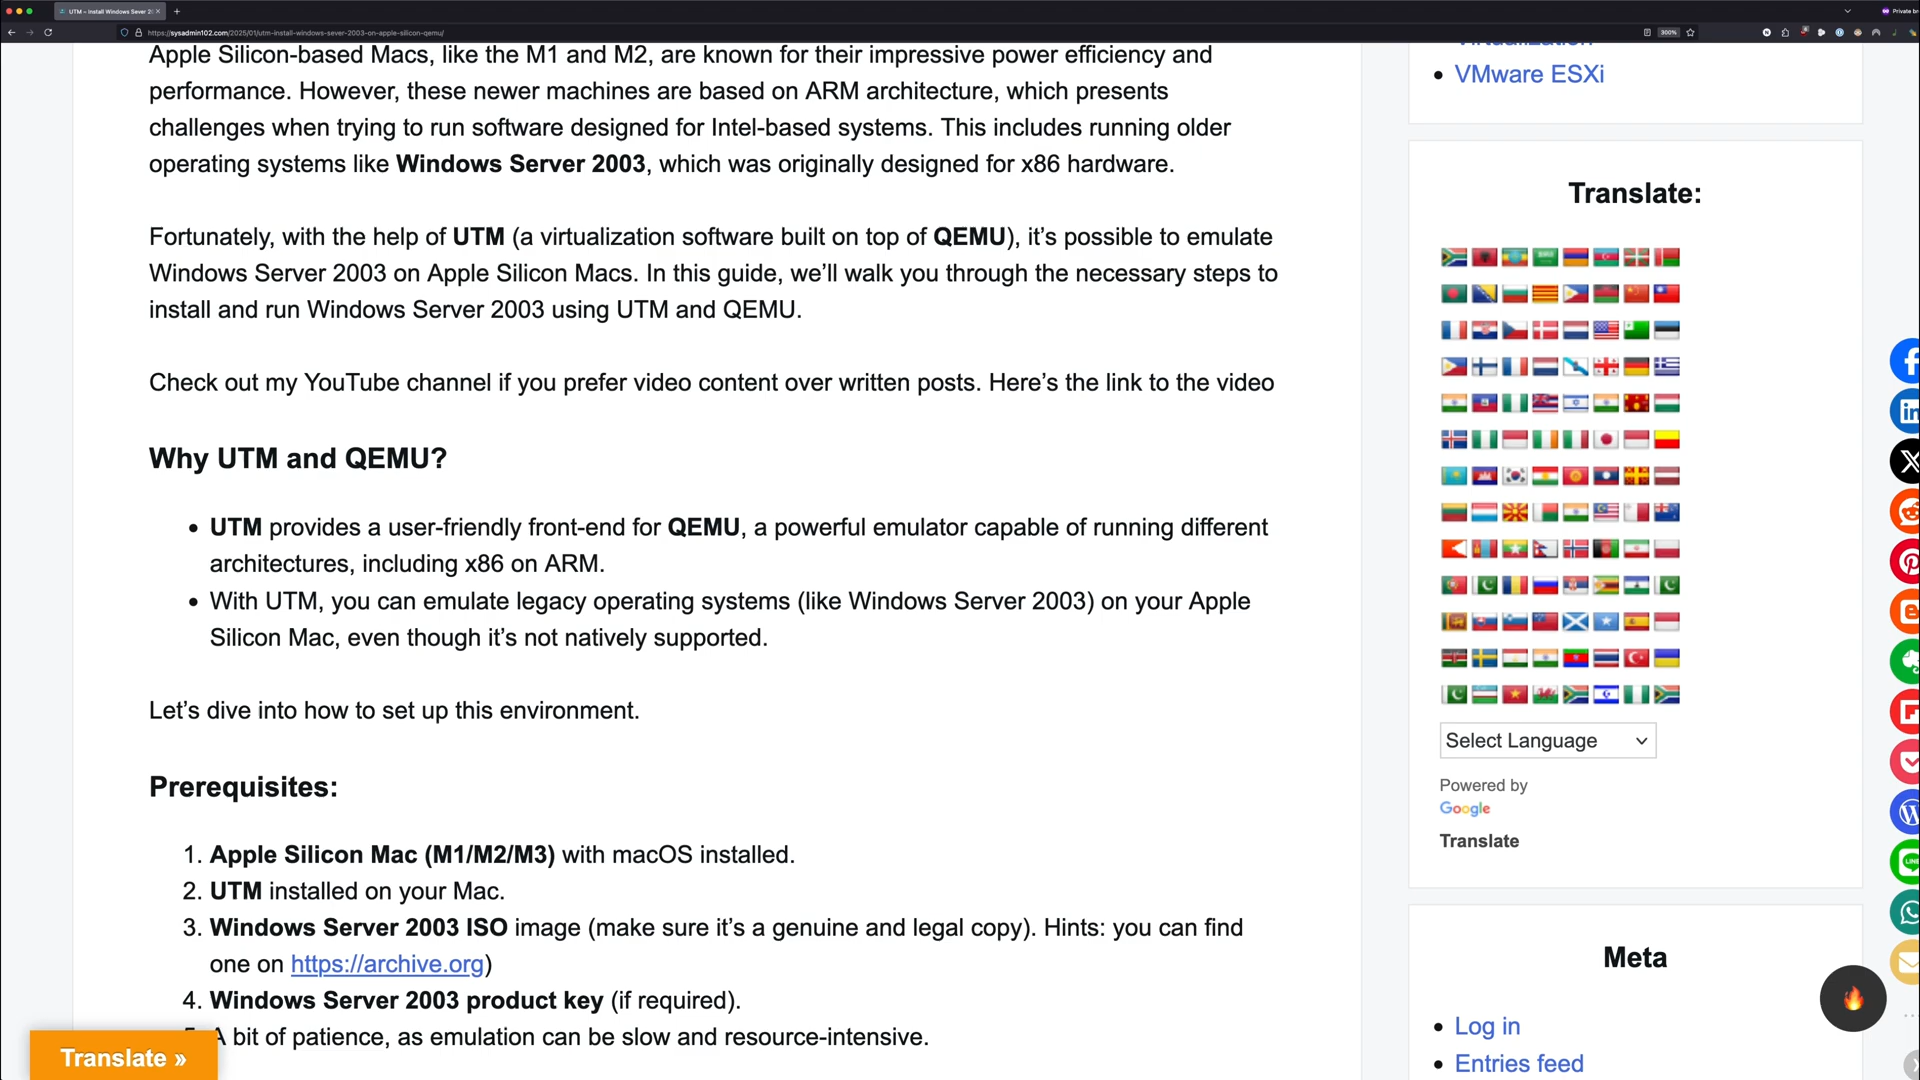 UTM – Install Windows Sever 20
Private br
https://sysadmin102.com/2025/01/utm-install-windows-sever-2003-on-apple-silicon-qemu/
300%
Apple Silicon-based Macs, like the M1 and M2, are known for their impressive power efficiency and
performance. However, these newer machines are based on ARM architecture, which presents
challenges when trying to run software designed for Intel-based systems. This includes running older
operating systems like Windows Server 2003, which was originally designed for x86 hardware.
Fortunately, with the help of UTM (a virtualization software built on top of QEMU), it’s possible to emulate
Windows Server 2003 on Apple Silicon Macs. In this guide, we’ll walk you through the necessary steps to
install and run Windows Server 2003 using UTM and QEMU.
Check out my YouTube channel if you prefer video content over written posts. Here’s the link to the video
Why UTM and QEMU?
• UTM provides a user-friendly front-end for QEMU, a powerful emulator capable of running different
architectures, including x86 on ARM.
• With UTM, you can emulate legacy operating systems (like Windows Server 2003) on your Apple
Silicon Mac, even though it’s not natively supported.
Let’s dive into how to set up this environment.
Prerequisites:
1. Apple Silicon Mac (M1/M2/M3) with macOS installed.
2. UTM installed on your Mac.
3. Windows Server 2003 ISO image (make sure it’s a genuine and legal copy). Hints: you can find
one on https://archive.org)
4. Windows Server 2003 product key (if required).
A bit of patience, as emulation can be slow and resource-intensive.
Translate »
Virtualization
• VMware ESXi
Translate:
Select Language
Powered by
Google
Translate
Meta
• Log in
• Entries feed
LINE